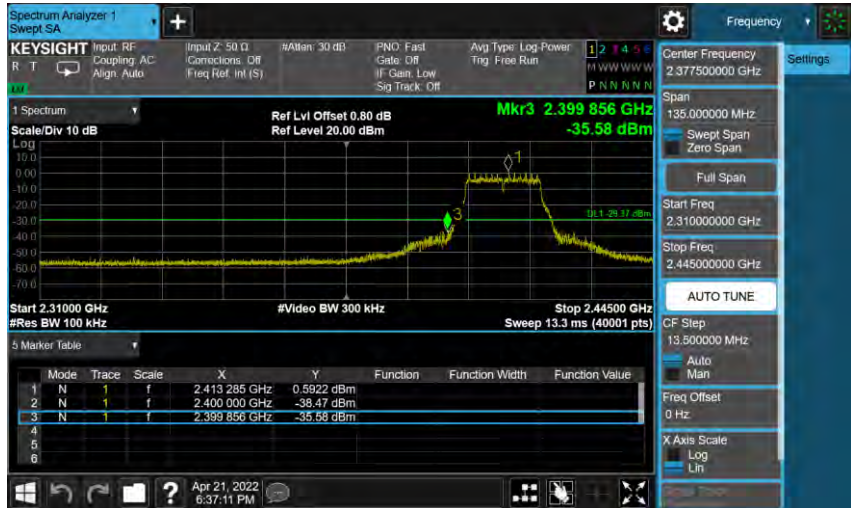 Spectrum Analyzer 1
Swept SA
+
Frequency
KEYSIGHT
R T
Input: RF
Coupling: AC
Align: Auto
Input Z: 50 Ω
Corrections: Off
Freq Ref: Int (S)
#Atten: 30 dB
PNO: Fast
Gate: Off
IF Gain: Low
Sig Track: Off
Avg Type: Log-Power
Trig: Free Run
1 2 3 4 5 6
M W W W W W
P N N N N N
1 Spectrum
Scale/Div 10 dB
Ref Lvl Offset 0.80 dB
Ref Level 20.00 dBm
Mkr3 2.399 856 GHz
-35.58 dBm
Log
10.0
0.00
-10.0
-20.0
-30.0
-40.0
-50.0
-60.0
-70.0
1
3
DL1 -29.37 dBm
Start 2.31000 GHz
#Res BW 100 kHz
#Video BW 300 kHz
Stop 2.44500 GHz
Sweep 13.3 ms (40001 pts)
5 Marker Table
Mode Trace Scale X Y Function Function Width Function Value
1 N 1 f 2.413 285 GHz 0.5922 dBm
2 N 1 f 2.400 000 GHz -38.47 dBm
3 N 1 f 2.399 856 GHz -35.58 dBm
4
5
6
Center Frequency
2.377500000 GHz
Settings
Span
135.000000 MHz
Swept Span
Zero Span
Full Span
Start Freq
2.310000000 GHz
Stop Freq
2.445000000 GHz
AUTO TUNE
CF Step
13.500000 MHz
Auto
Man
Freq Offset
0 Hz
X Axis Scale
Log
Lin
?
Apr 21, 2022
6:37:11 PM